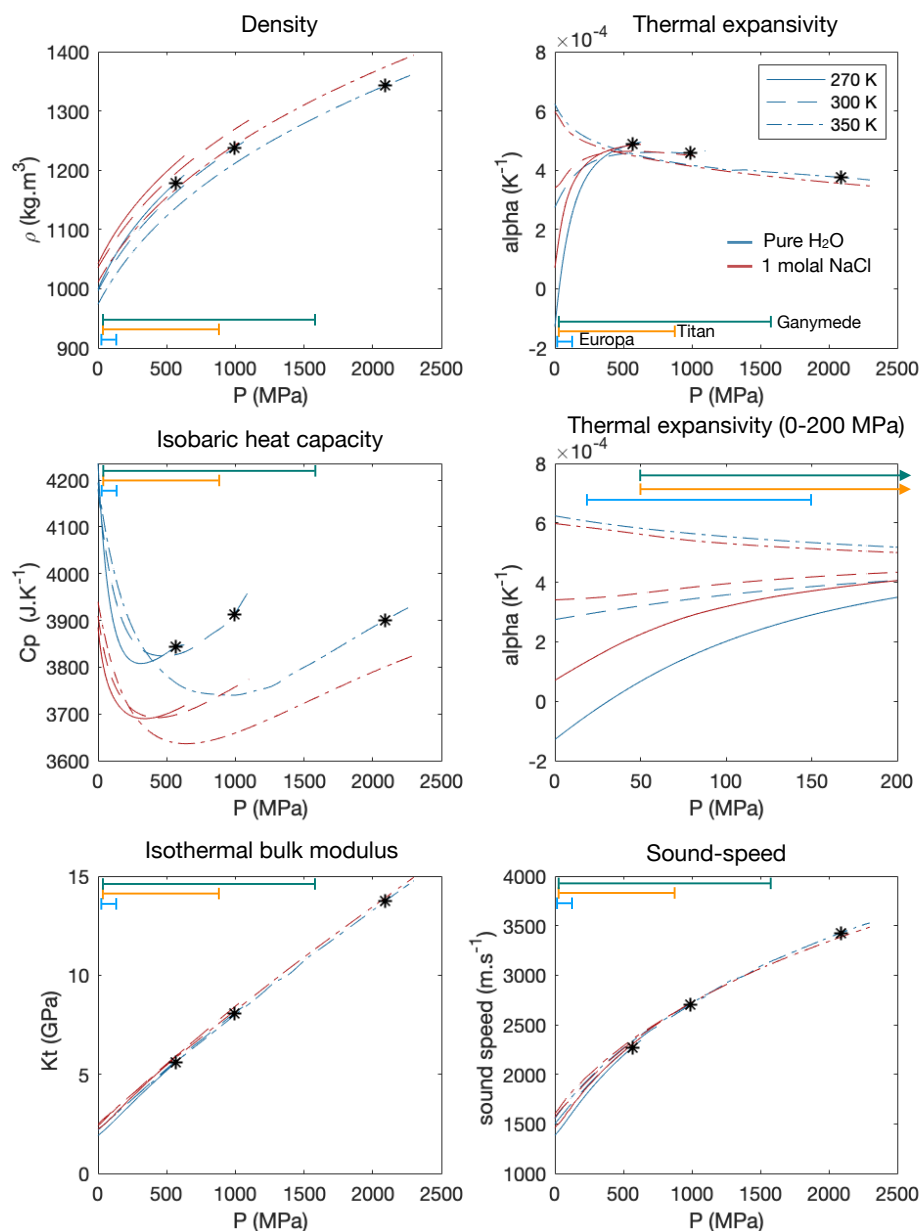 Density
1400
1300
1200
1100
1000
900
ρ (kg.m³)
0 500 1000 1500 2000 2500
P (MPa)
Thermal expansivity
×10⁻⁴
8
6
4
2
0
-2
alpha (K⁻¹)
270 K
300 K
350 K
Pure H₂O
1 molal NaCl
Ganymede
Titan
Europa
0 500 1000 1500 2000 2500
P (MPa)
Isobaric heat capacity
4200
4100
4000
3900
3800
3700
3600
Cp (J.K⁻¹)
0 500 1000 1500 2000 2500
P (MPa)
Thermal expansivity (0-200 MPa)
×10⁻⁴
8
6
4
2
0
-2
alpha (K⁻¹)
0 50 100 150 200
P (MPa)
Isothermal bulk modulus
15
10
5
0
Kt (GPa)
0 500 1000 1500 2000 2500
P (MPa)
Sound-speed
4000
3500
3000
2500
2000
1500
1000
sound speed (m.s⁻¹)
0 500 1000 1500 2000 2500
P (MPa)